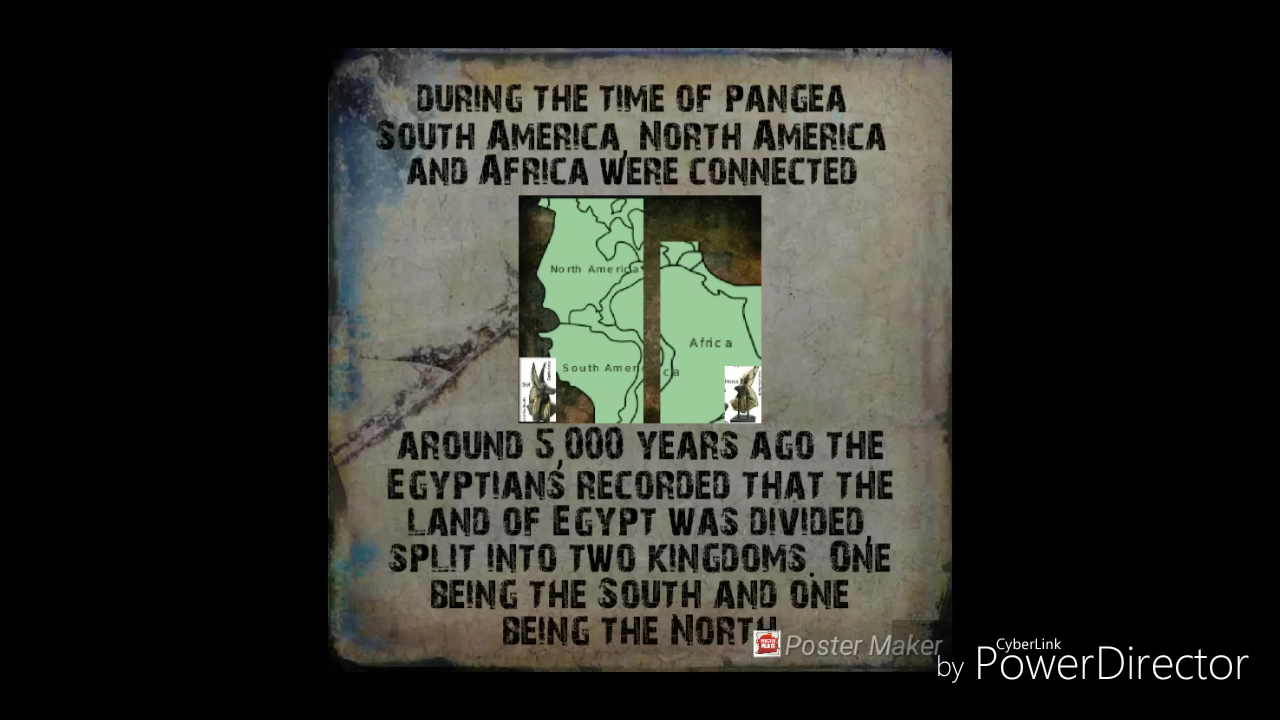 DURING THE TIME OF PANGEA
SOUTH AMERICA, NORTH AMERICA
AND AFRICA WERE CONNECTED
North America
Africa
South America
Set
Horus
AROUND 5,000 YEARS AGO THE
EGYPTIANS RECORDED THAT THE
LAND OF EGYPT WAS DIVIDED,
SPLIT INTO TWO KINGDOMS. ONE
BEING THE SOUTH AND ONE
BEING THE NORTH
Poster Maker
CyberLink
by PowerDirector